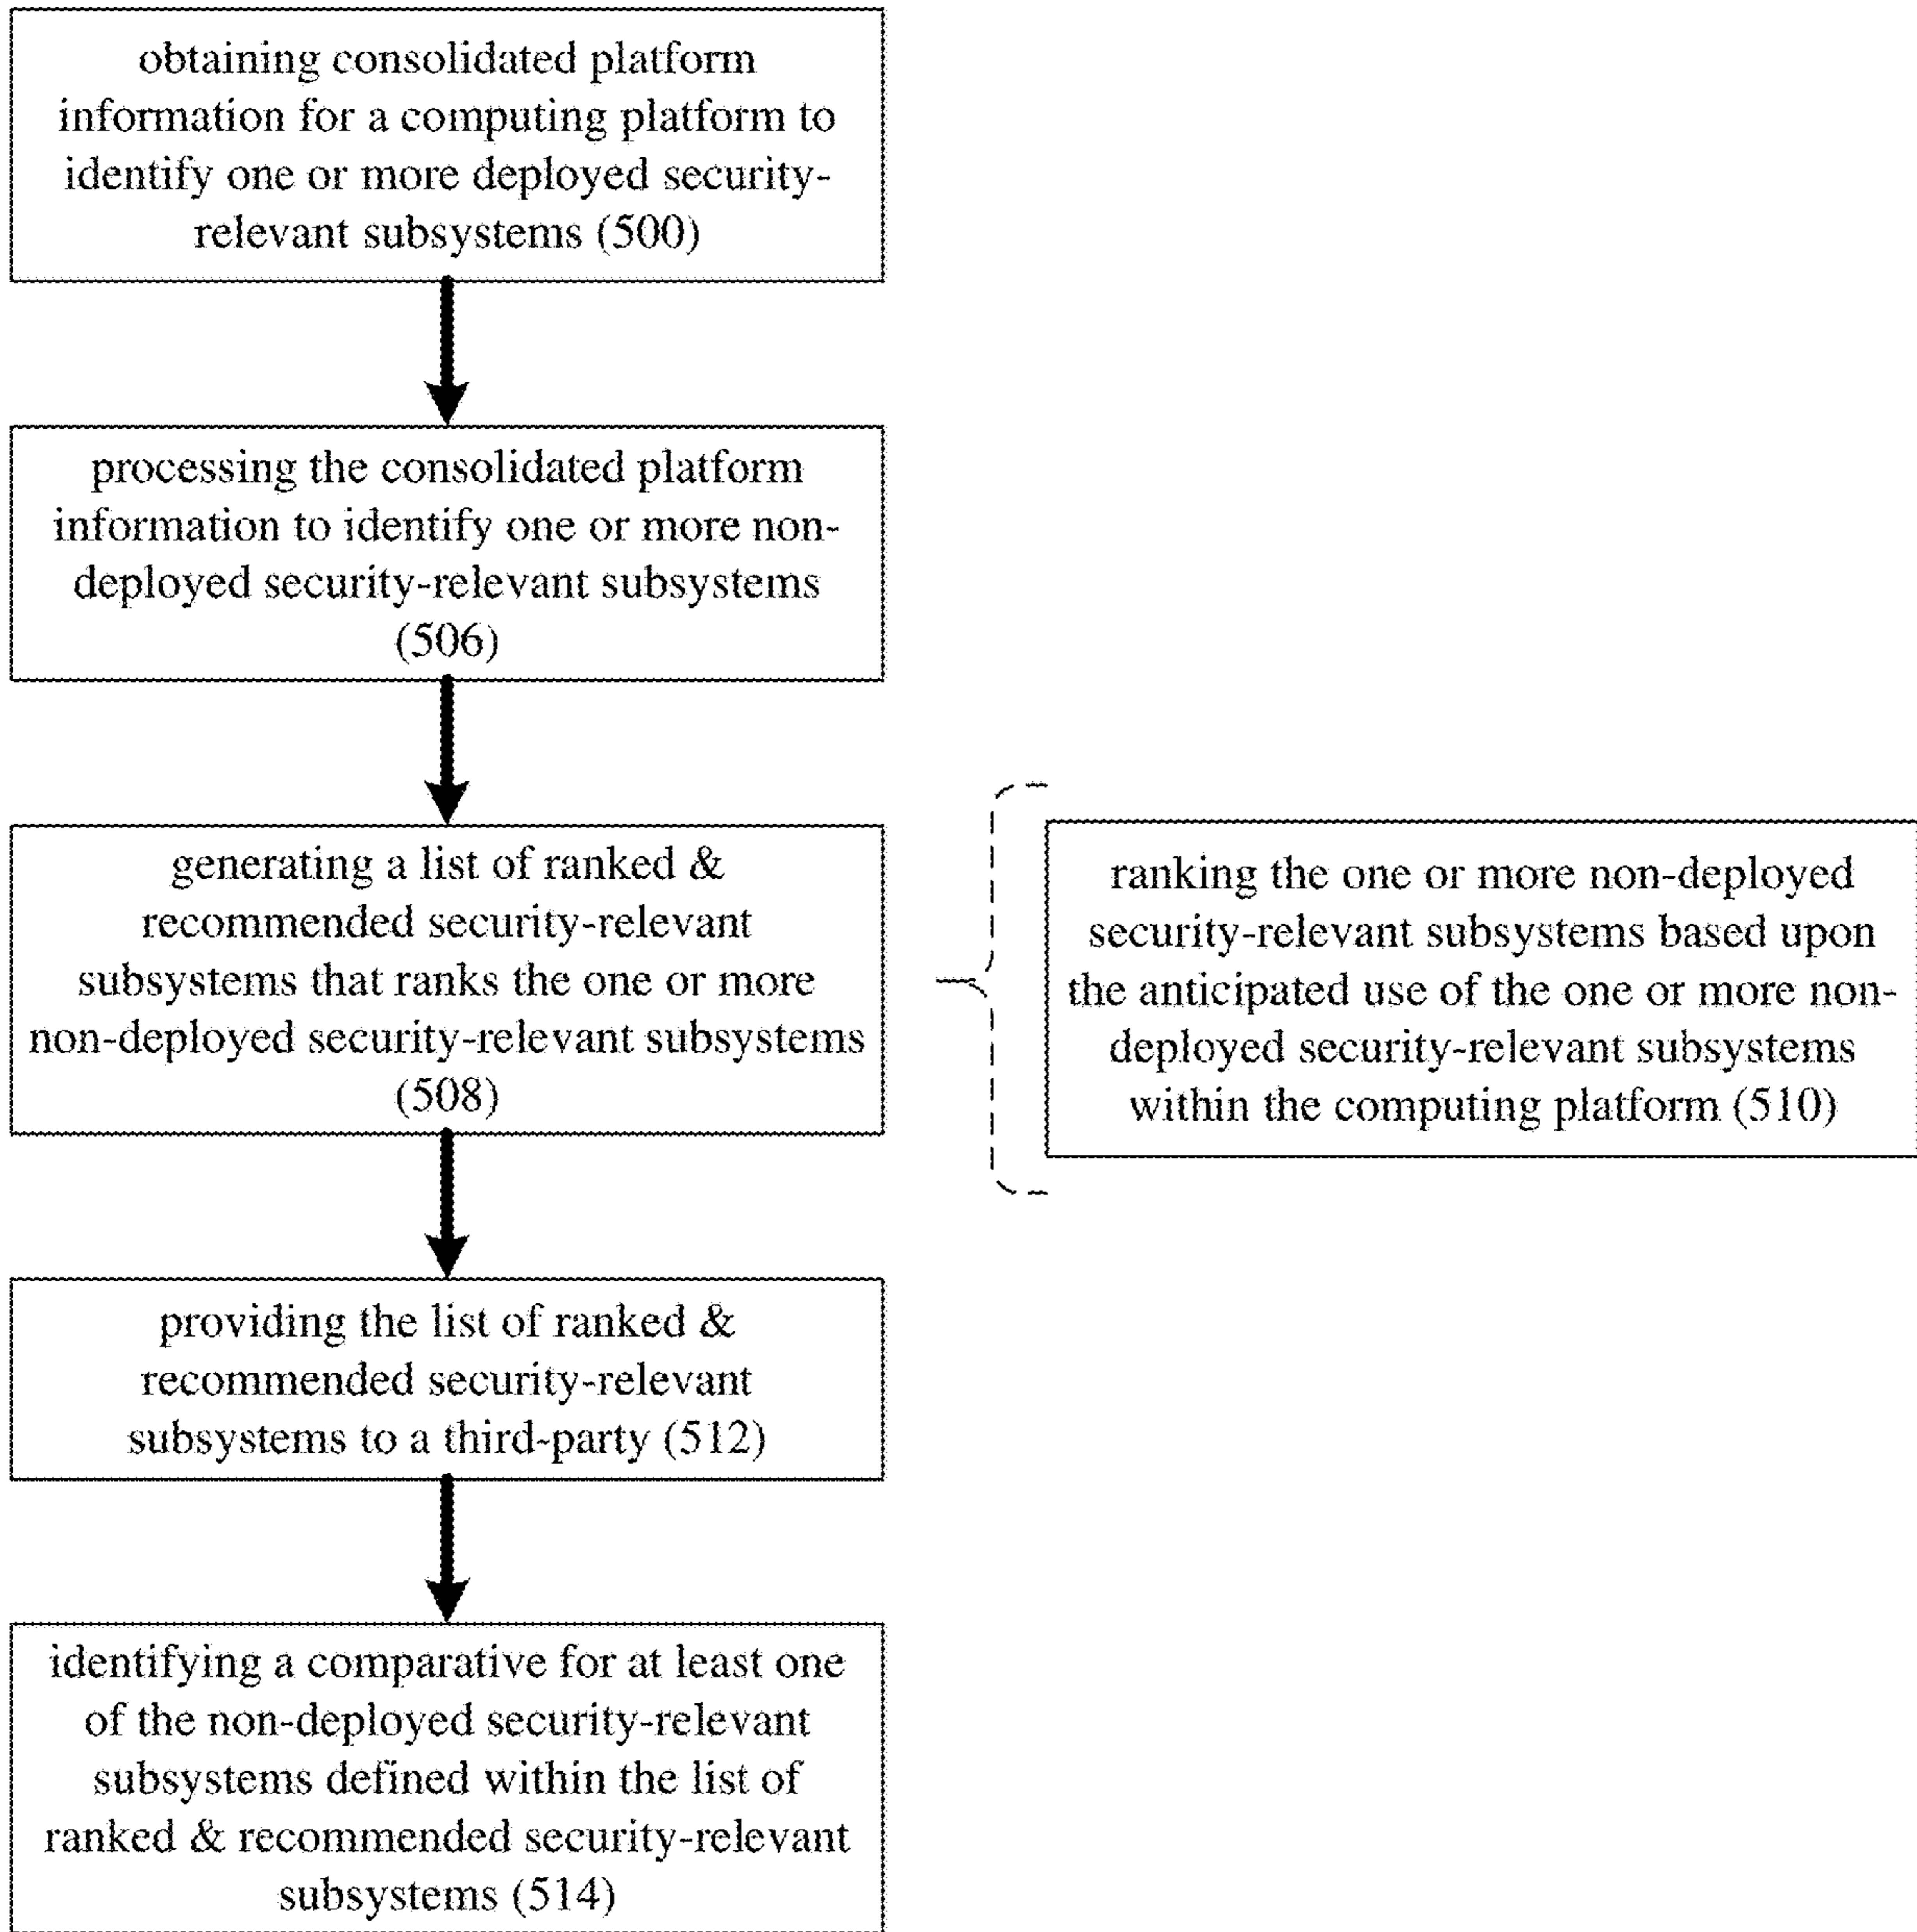 obtaining consolidated platform
information for a computing platform to
identify one or more deployed security-
relevant subsystems (500)
processing the consolidated platform
information to identify one or more non-
deployed security-relevant subsystems
(506)
generating a list of ranked &
recommended security-relevant
subsystems that ranks the one or more
non-deployed security-relevant subsystems
(508)
ranking the one or more non-deployed
security-relevant subsystems based upon
the anticipated use of the one or more non-
deployed security-relevant subsystems
within the computing platform (510)
providing the list of ranked &
recommended security-relevant
subsystems to a third-party (512)
identifying a comparative for at least one
of the non-deployed security-relevant
subsystems defined within the list of
ranked & recommended security-relevant
subsystems (514)